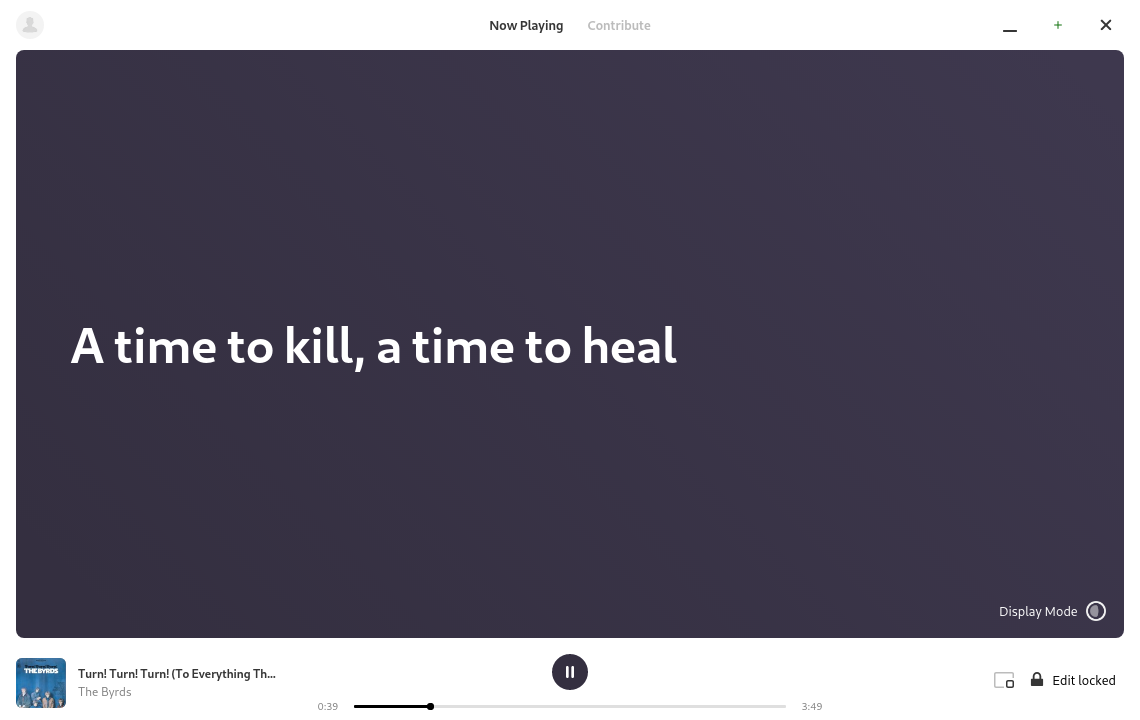 Now Playing Contribute
A time to kill, a time to heal
Display Mode
THE BYRDS
Turn! Turn! Turn! (To Everything Th...
The Byrds
0:39
3:49
Edit locked